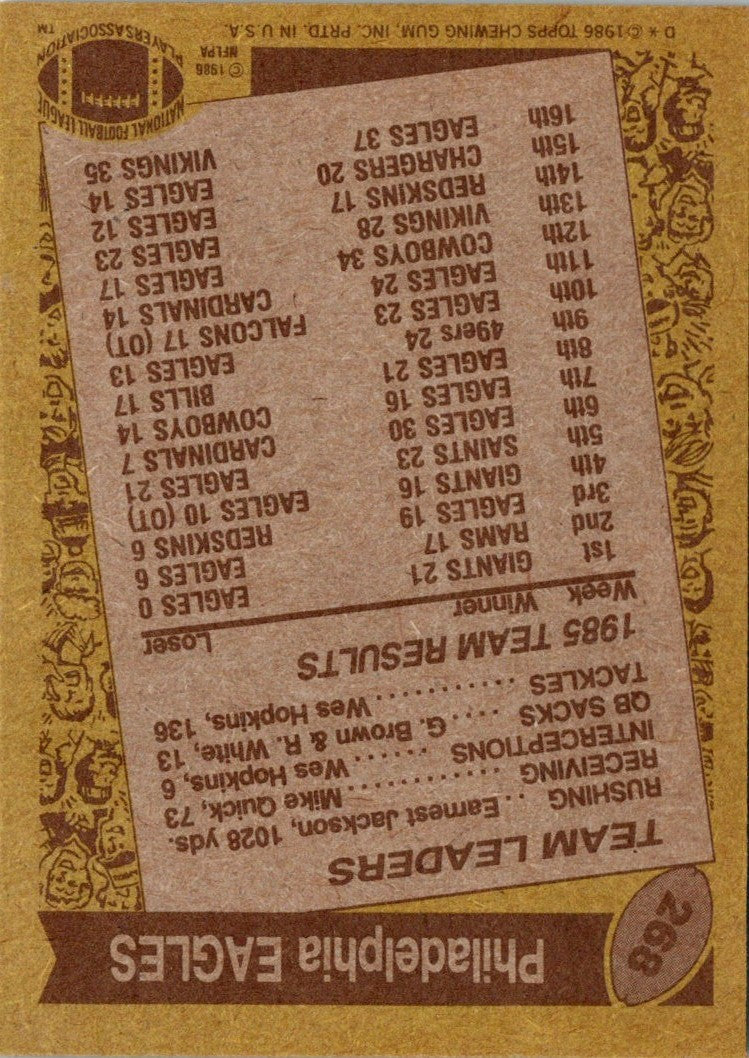 268
Philadelphia EAGLES
TEAM LEADERS
RUSHING .. Earnest Jackson, 1028 yds.
RECEIVING ............ Mike Quick, 73
INTERCEPTIONS ...... Wes Hopkins, 6
QB SACKS .... G. Brown & R. White, 13
TACKLES ........... Wes Hopkins, 136
1985 TEAM RESULTS
Week Winner Loser
1st GIANTS 21 EAGLES 0
2nd RAMS 17 EAGLES 6
3rd EAGLES 19 REDSKINS 6
4th GIANTS 16 EAGLES 10 (OT)
5th SAINTS 23 EAGLES 21
6th EAGLES 30 CARDINALS 7
7th EAGLES 16 COWBOYS 14
8th EAGLES 21 BILLS 17
9th 49ers 24 EAGLES 13
10th EAGLES 23 FALCONS 17 (OT)
11th EAGLES 24 CARDINALS 14
12th COWBOYS 34 EAGLES 17
13th VIKINGS 28 EAGLES 23
14th REDSKINS 17 EAGLES 12
15th CHARGERS 20 EAGLES 14
16th EAGLES 37 VIKINGS 35
NATIONAL FOOTBALL LEAGUE
PLAYERS ASSOCIATION
TM
© 1986
NFLPA
D * © 1986 TOPPS CHEWING GUM, INC. PRTD. IN U.S.A.